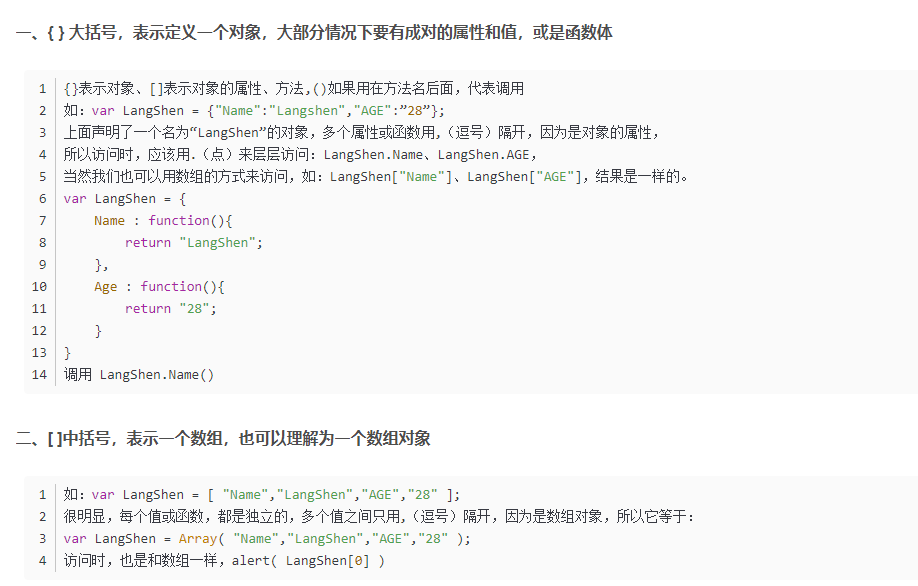 一、{ } 大括号，表示定义一个对象，大部分情况下要有成对的属性和值，或是函数体
1 {}表示对象、[]表示对象的属性、方法,()如果用在方法名后面，代表调用
2 如：var LangShen = {"Name":"Langshen","AGE":”28”};
3 上面声明了一个名为“LangShen”的对象，多个属性或函数用,（逗号）隔开，因为是对象的属性，
4 所以访问时，应该用.（点）来层层访问：LangShen.Name、LangShen.AGE，
5 当然我们也可以用数组的方式来访问，如：LangShen["Name"]、LangShen["AGE"]，结果是一样的。
6 var LangShen = {
7     Name : function(){
8         return "LangShen";
9     },
10     Age : function(){
11         return "28";
12     }
13 }
14 调用 LangShen.Name()
二、[ ]中括号，表示一个数组，也可以理解为一个数组对象
1 如：var LangShen = [ "Name","LangShen","AGE","28" ];
2 很明显，每个值或函数，都是独立的，多个值之间只用,（逗号）隔开，因为是数组对象，所以它等于：
3 var LangShen = Array( "Name","LangShen","AGE","28" );
4 访问时，也是和数组一样，alert( LangShen[0] )